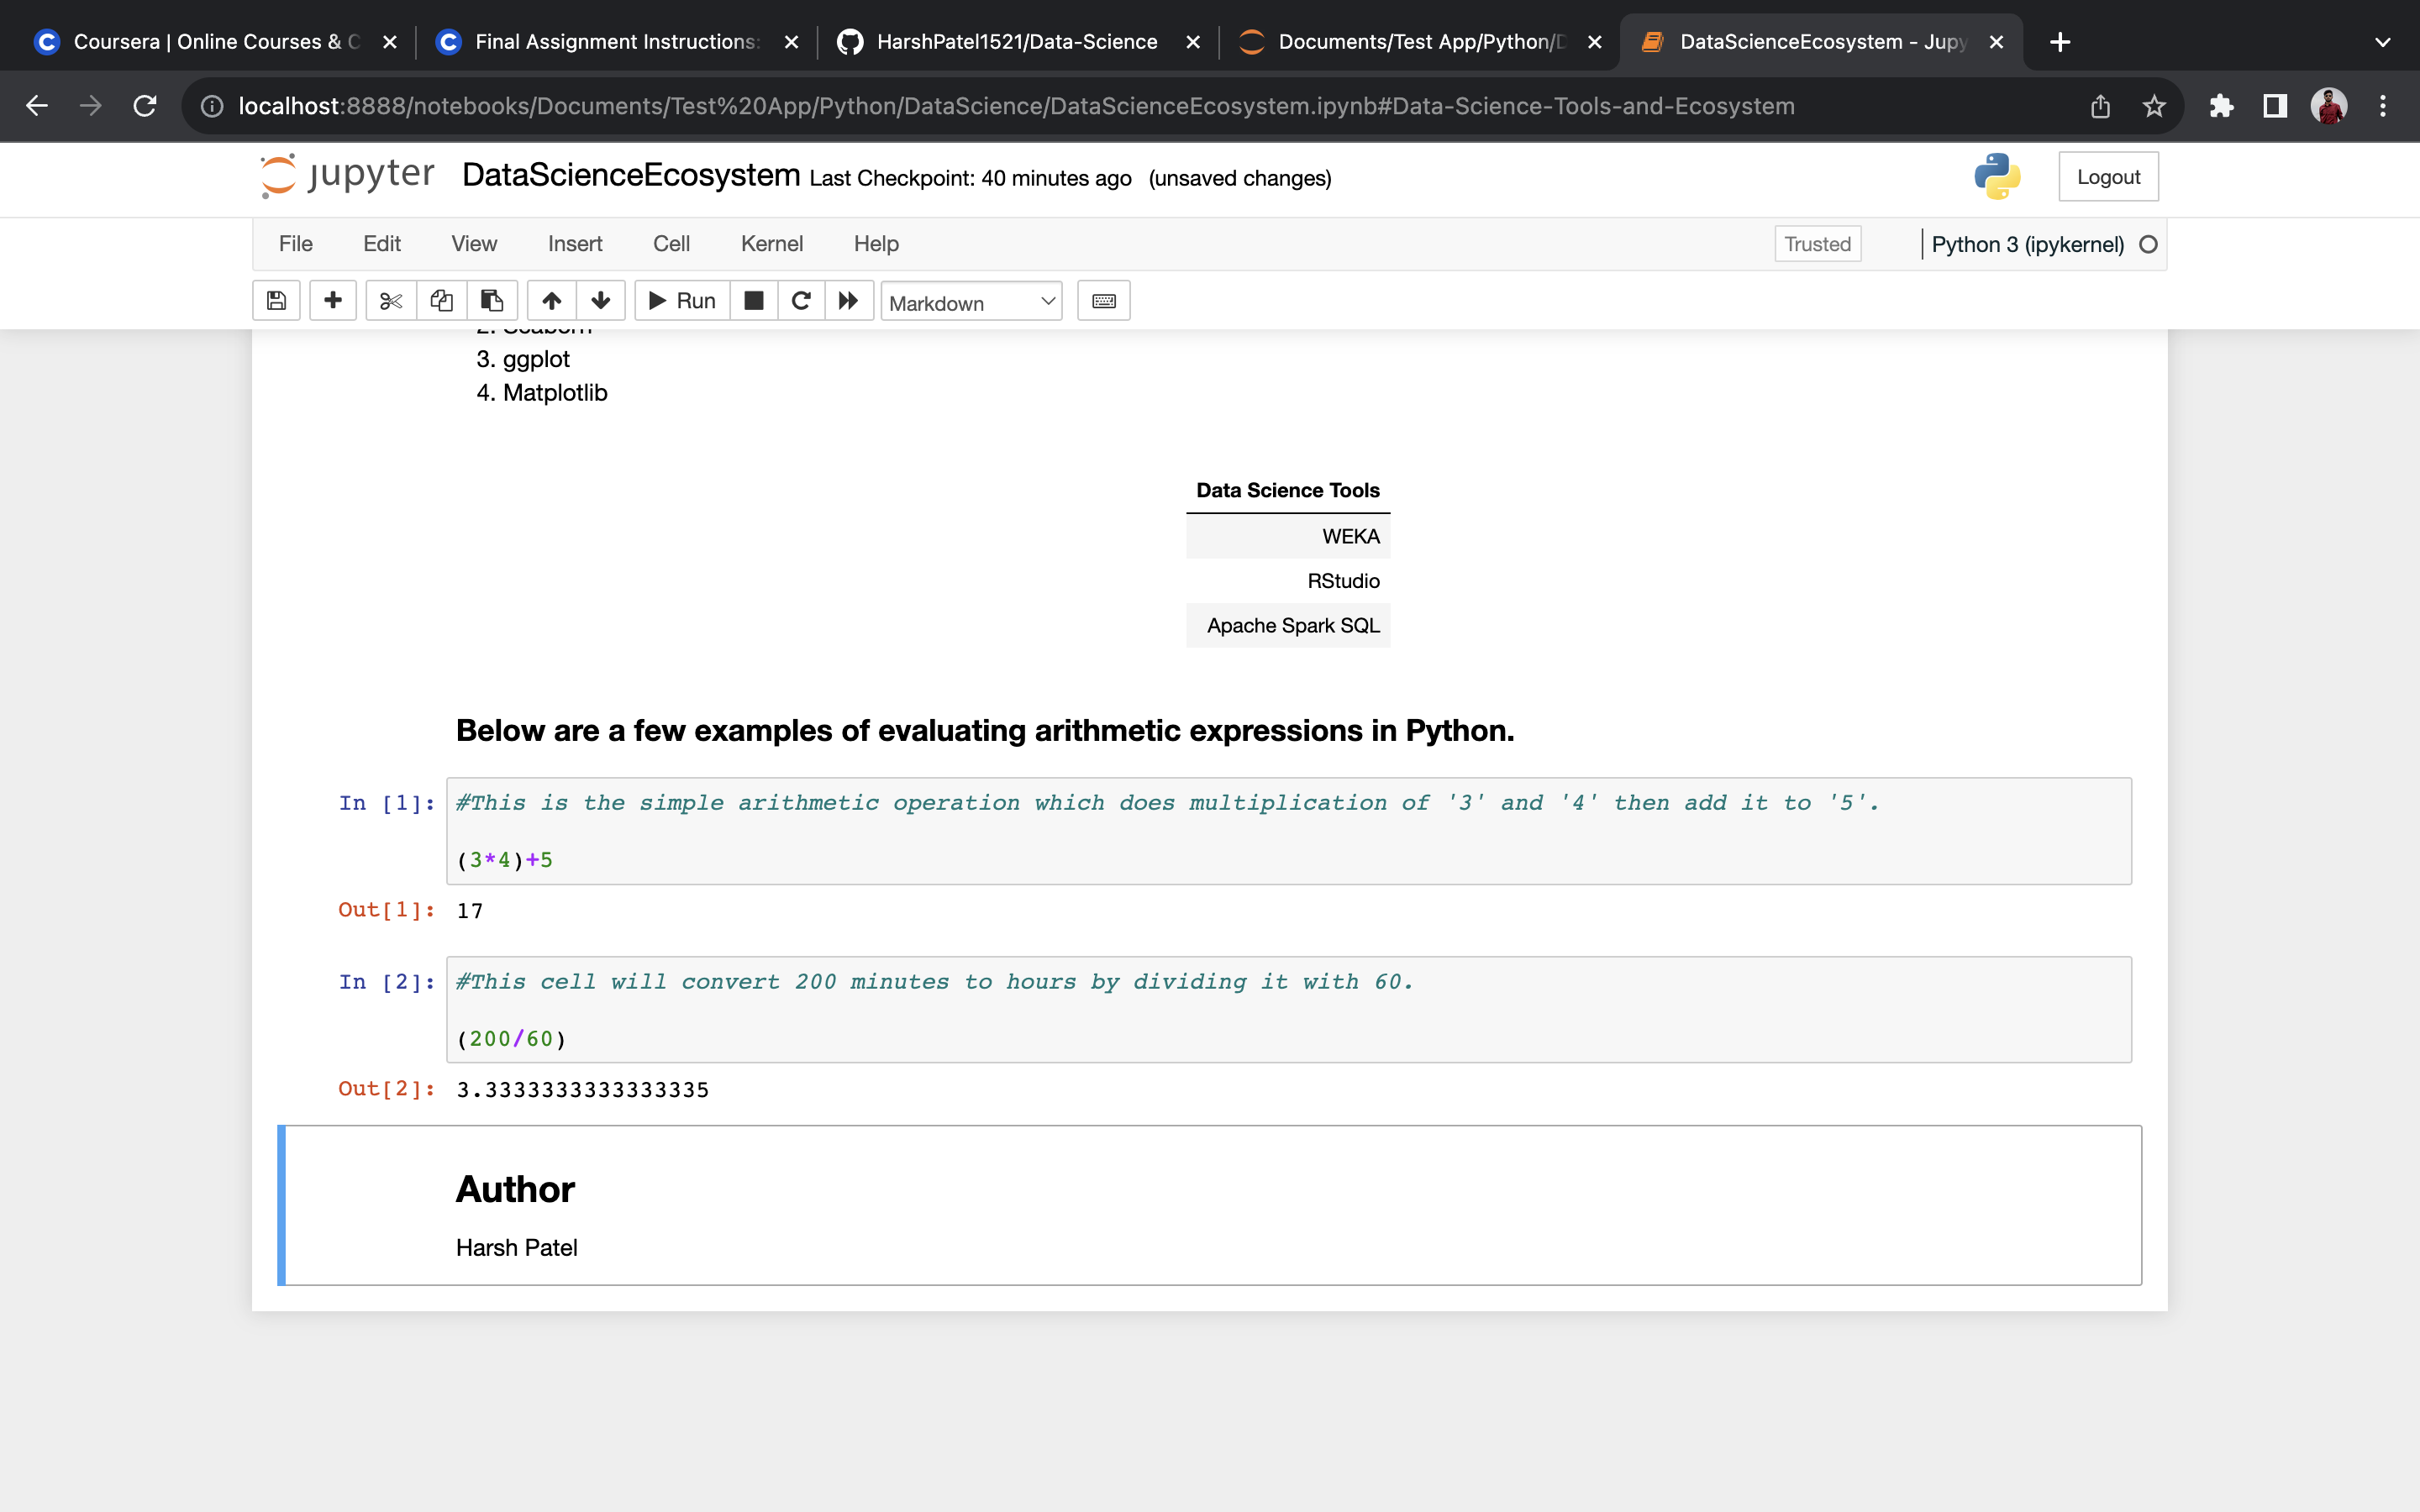 Coursera | Online Courses & C
Final Assignment Instructions:
HarshPatel1521/Data-Science
Documents/Test App/Python/D
DataScienceEcosystem - Jupy
localhost:8888/notebooks/Documents/Test%20App/Python/DataScience/DataScienceEcosystem.ipynb#Data-Science-Tools-and-Ecosystem
jupyter DataScienceEcosystem Last Checkpoint: 40 minutes ago (unsaved changes)
Logout
File Edit View Insert Cell Kernel Help
Trusted
Python 3 (ipykernel)
Run
Markdown
2. Seaborn
3. ggplot
4. Matplotlib
Data Science Tools
WEKA
RStudio
Apache Spark SQL
Below are a few examples of evaluating arithmetic expressions in Python.
In [1]: #This is the simple arithmetic operation which does multiplication of '3' and '4' then add it to '5'.
(3*4)+5
Out[1]: 17
In [2]: #This cell will convert 200 minutes to hours by dividing it with 60.
(200/60)
Out[2]: 3.3333333333333335
Author
Harsh Patel